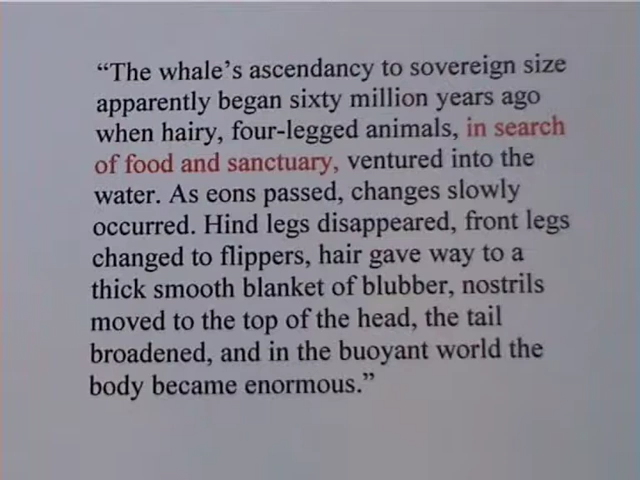 “The whale’s ascendancy to sovereign size
apparently began sixty million years ago
when hairy, four-legged animals, in search
of food and sanctuary, ventured into the
water. As eons passed, changes slowly
occurred. Hind legs disappeared, front legs
changed to flippers, hair gave way to a
thick smooth blanket of blubber, nostrils
moved to the top of the head, the tail
broadened, and in the buoyant world the
body became enormous.”